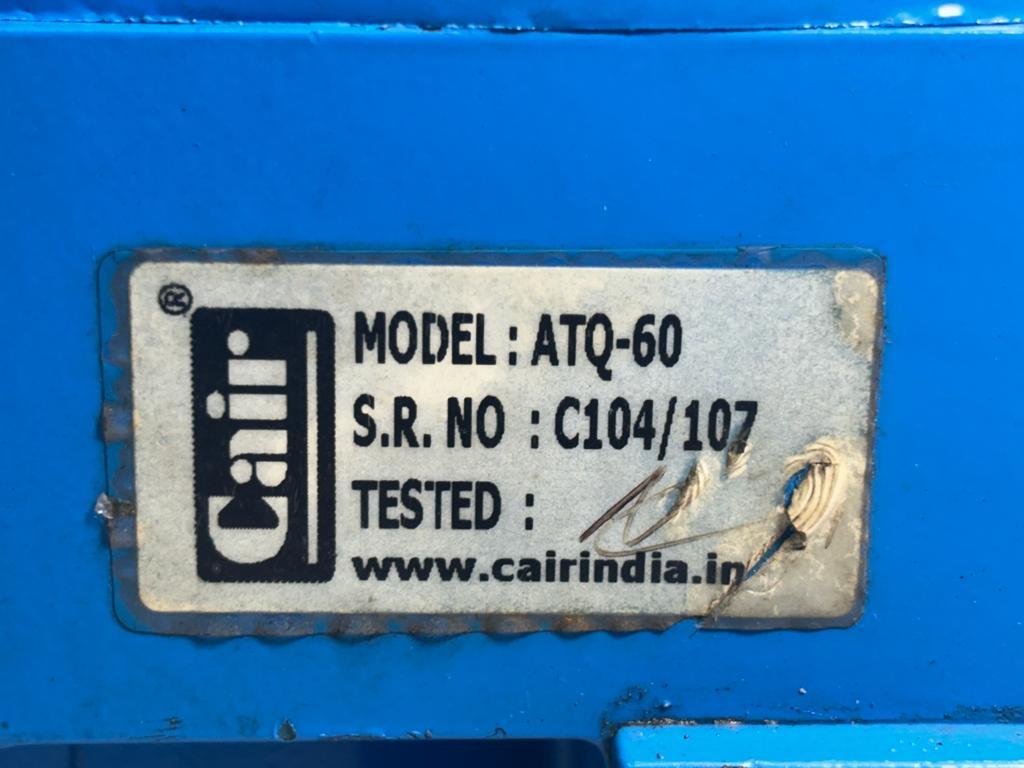 Cair®
MODEL : ATQ-60
S.R. NO : C104/107
TESTED :
www.cairindia.in